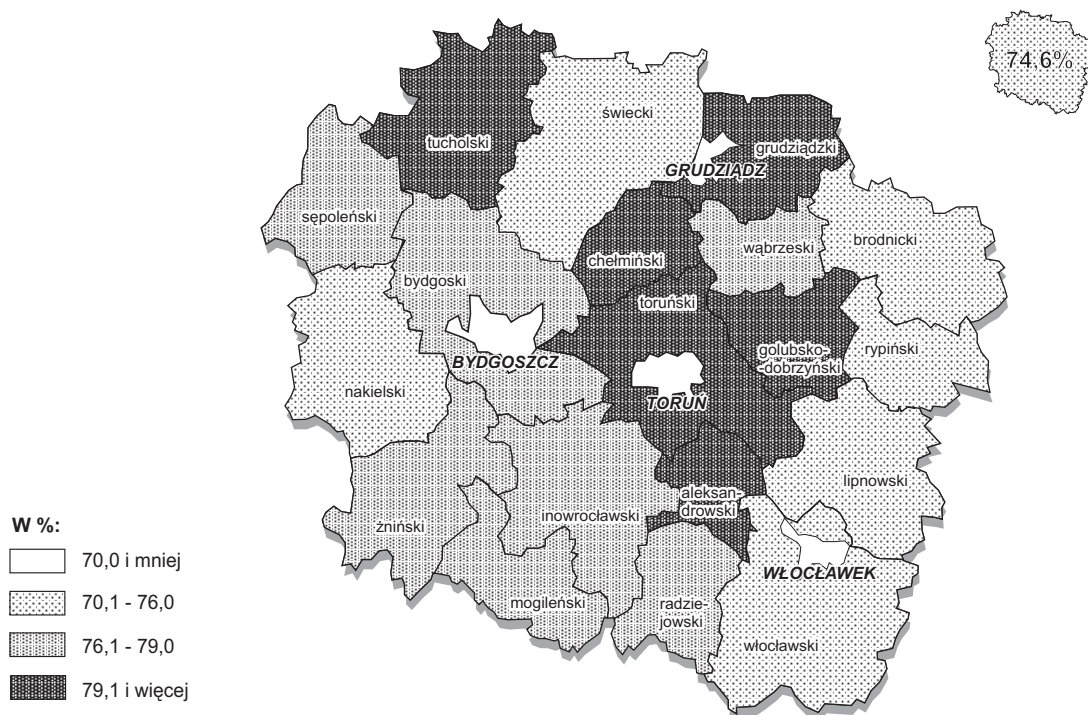 74,6%
świecki
tucholski
grudziądzki
GRUDZIĄDZ
sępoleński
wąbrzeski
brodnicki
chełmiński
bydgoski
toruński
golubsko-
-dobrzyński
rypiński
BYDGOSZCZ
nakielski
TORUŃ
lipnowski
aleksan-
drowski
inowrocławski
żniński
WŁOCŁAWEK
mogileński
radzie-
jowski
włocławski
W %:
70,0 i mniej
70,1 - 76,0
76,1 - 79,0
79,1 i więcej